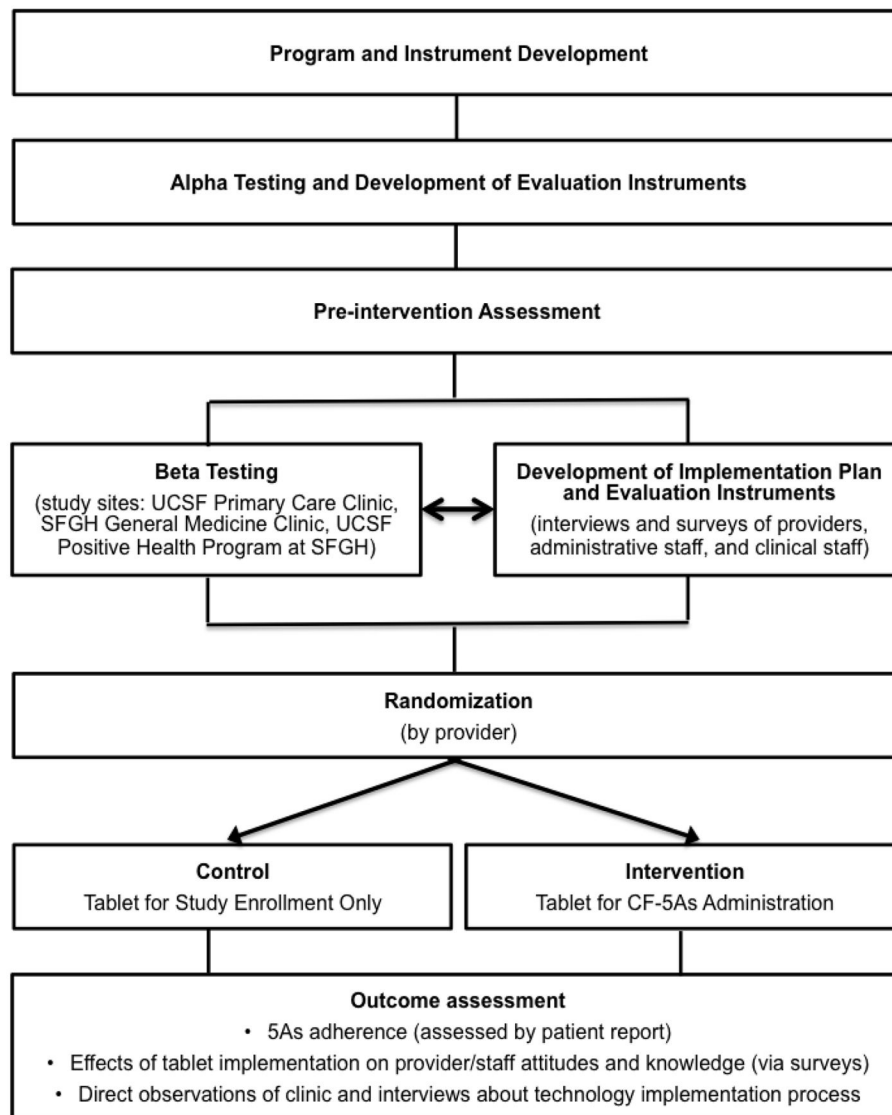 Program and Instrument Development
Alpha Testing and Development of Evaluation Instruments
Pre-intervention Assessment
Beta Testing
(study sites: UCSF Primary Care Clinic,
SFGH General Medicine Clinic, UCSF
Positive Health Program at SFGH)
Development of Implementation Plan
and Evaluation Instruments
(interviews and surveys of providers,
administrative staff, and clinical staff)
Randomization
(by provider)
Control
Tablet for Study Enrollment Only
Intervention
Tablet for CF-5As Administration
Outcome assessment
• 5As adherence (assessed by patient report)
• Effects of tablet implementation on provider/staff attitudes and knowledge (via surveys)
• Direct observations of clinic and interviews about technology implementation process